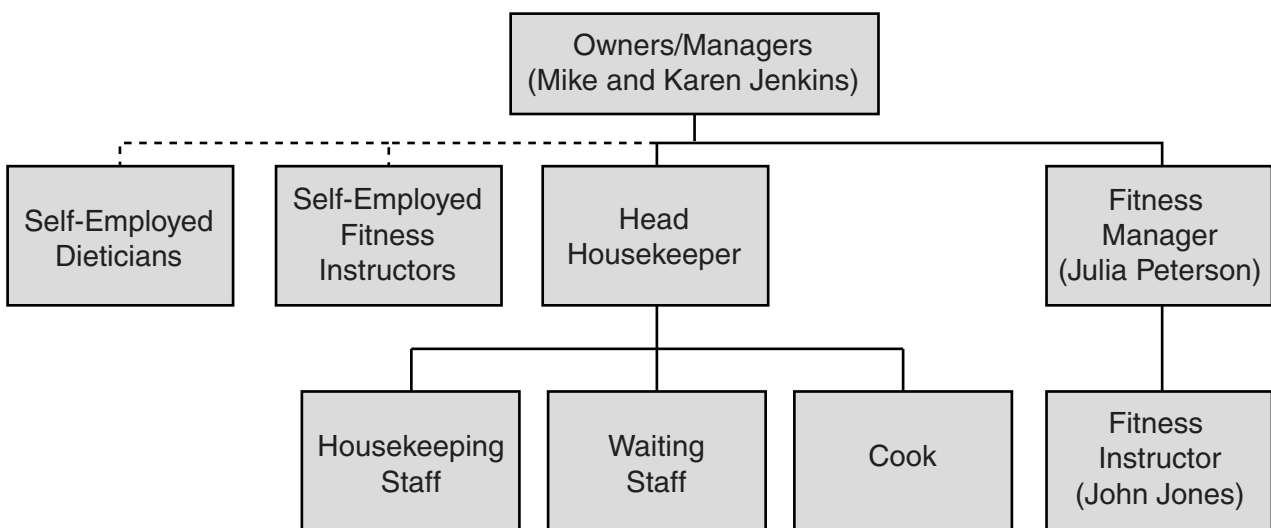 Owners/Managers
(Mike and Karen Jenkins)
Self-Employed
Dieticians
Self-Employed
Fitness
Instructors
Head
Housekeeper
Fitness
Manager
(Julia Peterson)
Housekeeping
Staff
Waiting
Staff
Cook
Fitness
Instructor
(John Jones)